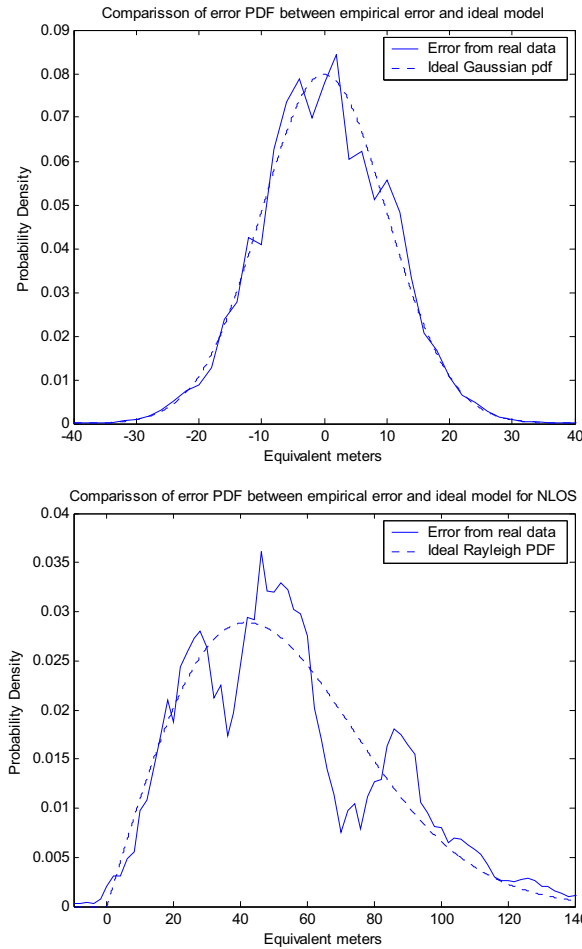 Comparisson of error PDF between empirical error and ideal model
0.09
0.08
0.07
0.06
0.05
0.04
0.03
0.02
0.01
0
Probability Density
Error from real data
Ideal Gaussian pdf
-40 -30 -20 -10 0 10 20 30 40
Equivalent meters
Comparisson of error PDF between empirical error and ideal model for NLOS
0.04
0.035
0.03
0.025
0.02
0.015
0.01
0.005
0
Probability Density
Error from real data
Ideal Rayleigh PDF
0 20 40 60 80 100 120 140
Equivalent meters